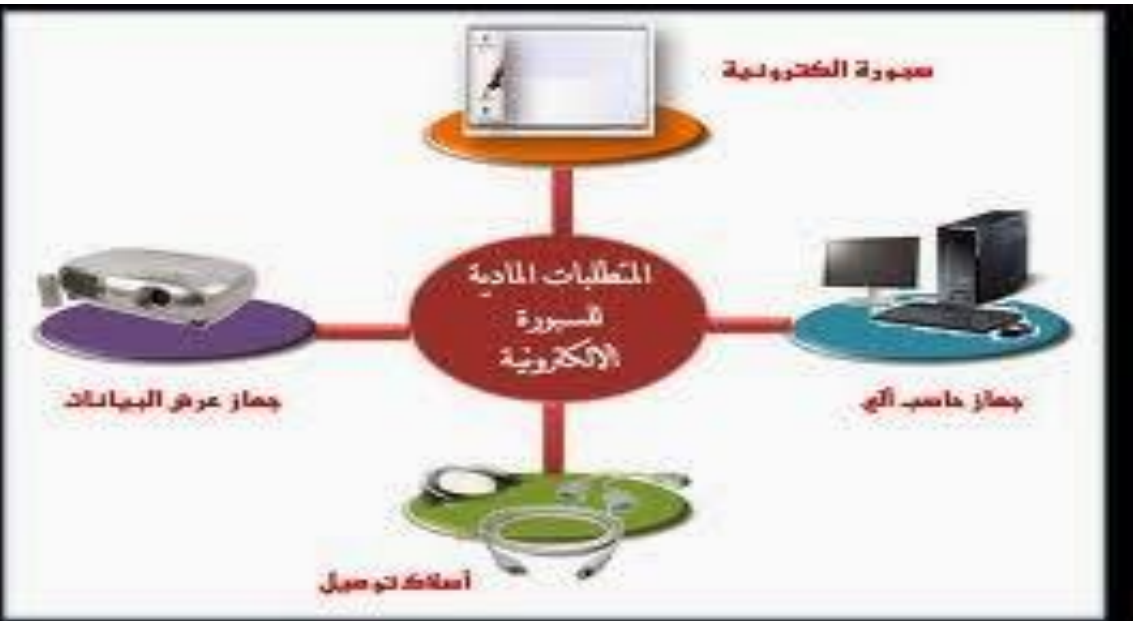 سبورة الكترونية
المتطلبات المادية
للسبورة
الالكترونية
جهاز حاسب آلي
جهاز عرض البيانات
أسلاك توصيل